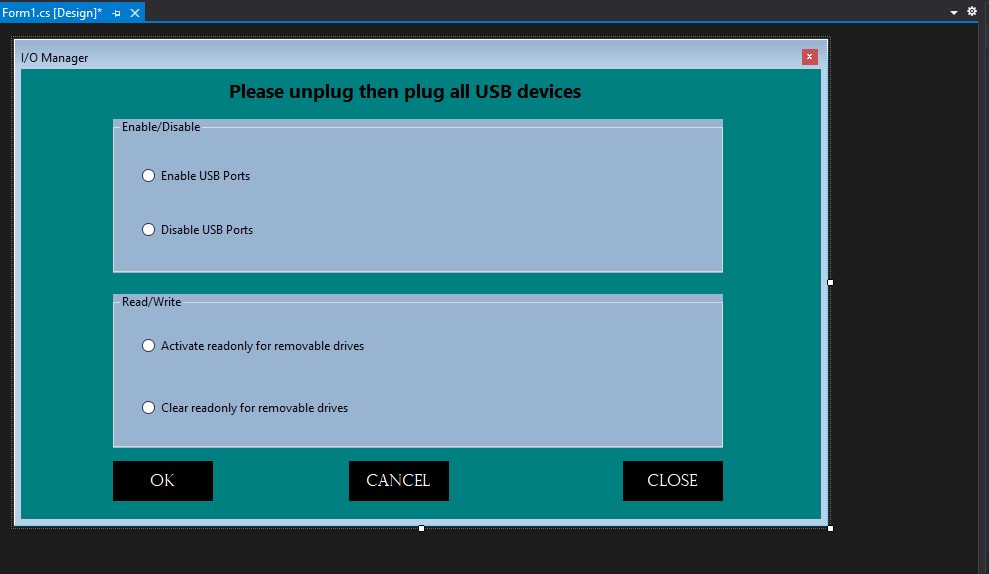 Form1.cs [Design]*
I/O Manager
Please unplug then plug all USB devices
Enable/Disable
Enable USB Ports
Disable USB Ports
Read/Write
Activate readonly for removable drives
Clear readonly for removable drives
OK CANCEL CLOSE